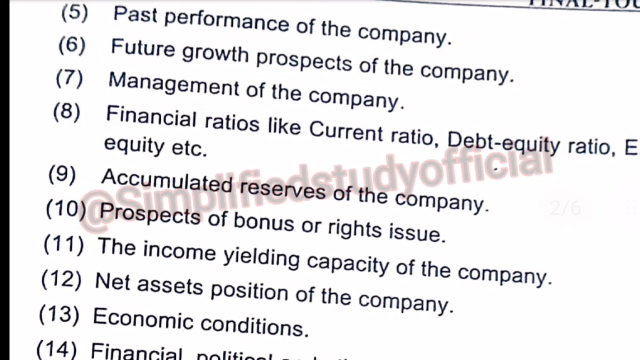 (5) Past performance of the company.
(6) Future growth prospects of the company.
(7) Management of the company.
(8) Financial ratios like Current ratio, Debt-equity ratio, E
equity etc.
(9) Accumulated reserves of the company.
@Simplifiedstudyofficial
2/6
(10) Prospects of bonus or rights issue.
(11) The income yielding capacity of the company.
(12) Net assets position of the company.
(13) Economic conditions.
(14) Financial, political